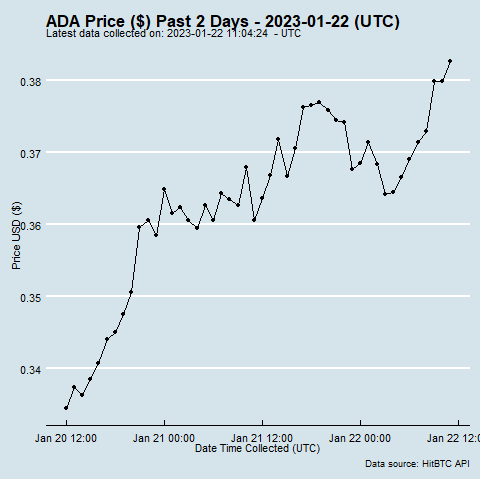 ADA Price ($) Past 2 Days - 2023-01-22 (UTC)
Latest data collected on: 2023-01-22 11:04:24  - UTC
0.38
0.37
0.36
0.35
0.34
Price USD ($)
Jan 20 12:00
Jan 21 00:00
Jan 21 12:00
Jan 22 00:00
Jan 22 12:
Date Time Collected (UTC)
Data source: HitBTC API